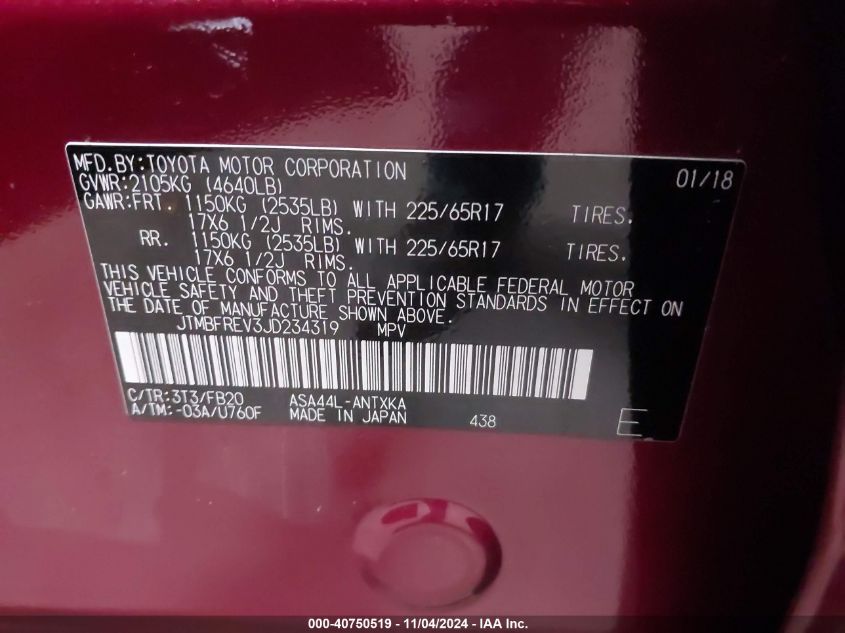 MFD.BY:TOYOTA MOTOR CORPORATION 01/18
GVWR:2105KG (4640LB)
GAWR:FRT. 1150KG (2535LB) WITH 225/65R17 TIRES.
17X6 1/2J RIMS.
RR. 1150KG (2535LB) WITH 225/65R17 TIRES.
17X6 1/2J RIMS.
THIS VEHICLE CONFORMS TO ALL APPLICABLE FEDERAL MOTOR
VEHICLE SAFETY AND THEFT PREVENTION STANDARDS IN EFFECT ON
THE DATE OF MANUFACTURE SHOWN ABOVE.
JTMBFREV3JD234319 MPV
C/TR:3T3/FB20 ASA44L-ANTXKA
A/TM:-03A/U760F MADE IN JAPAN 438 E
000-40750519 - 11/04/2024 - IAA Inc.